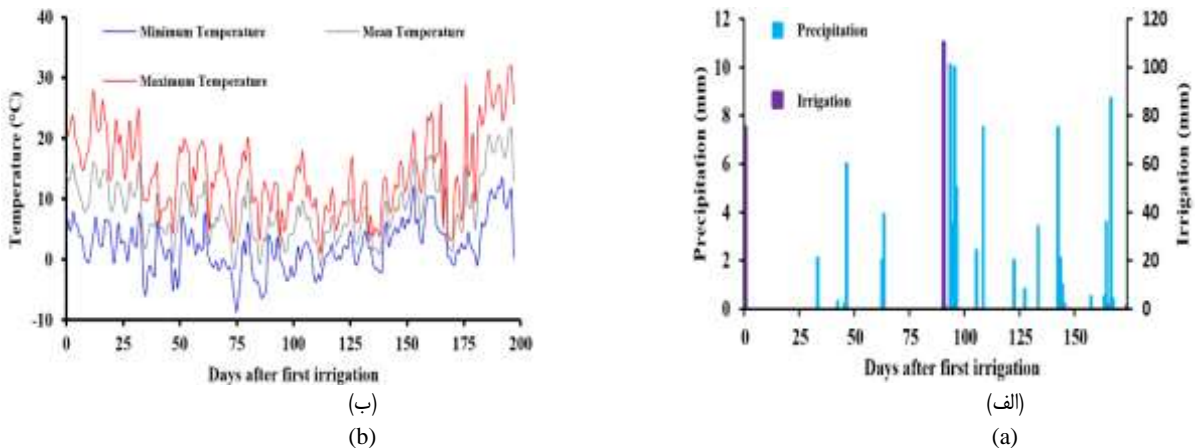 40
30
20
10
0
-10
Temperature (°C)
Minimum Temperature
Mean Temperature
Maximum Temperature
0 25 50 75 100 125 150 175 200
Days after first irrigation
(ب)
(b)
12
10
8
6
4
2
0
Precipitation (mm)
Precipitation
Irrigation
120
100
80
60
40
20
0
Irrigation (mm)
0 25 50 75 100 125 150
Days after first irrigation
(الف)
(a)